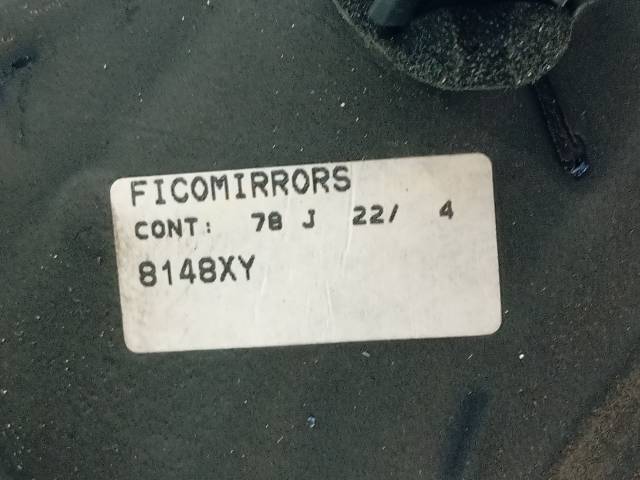 FICOMIRRORS
CONT: 78 J 22/ 4
8148XY